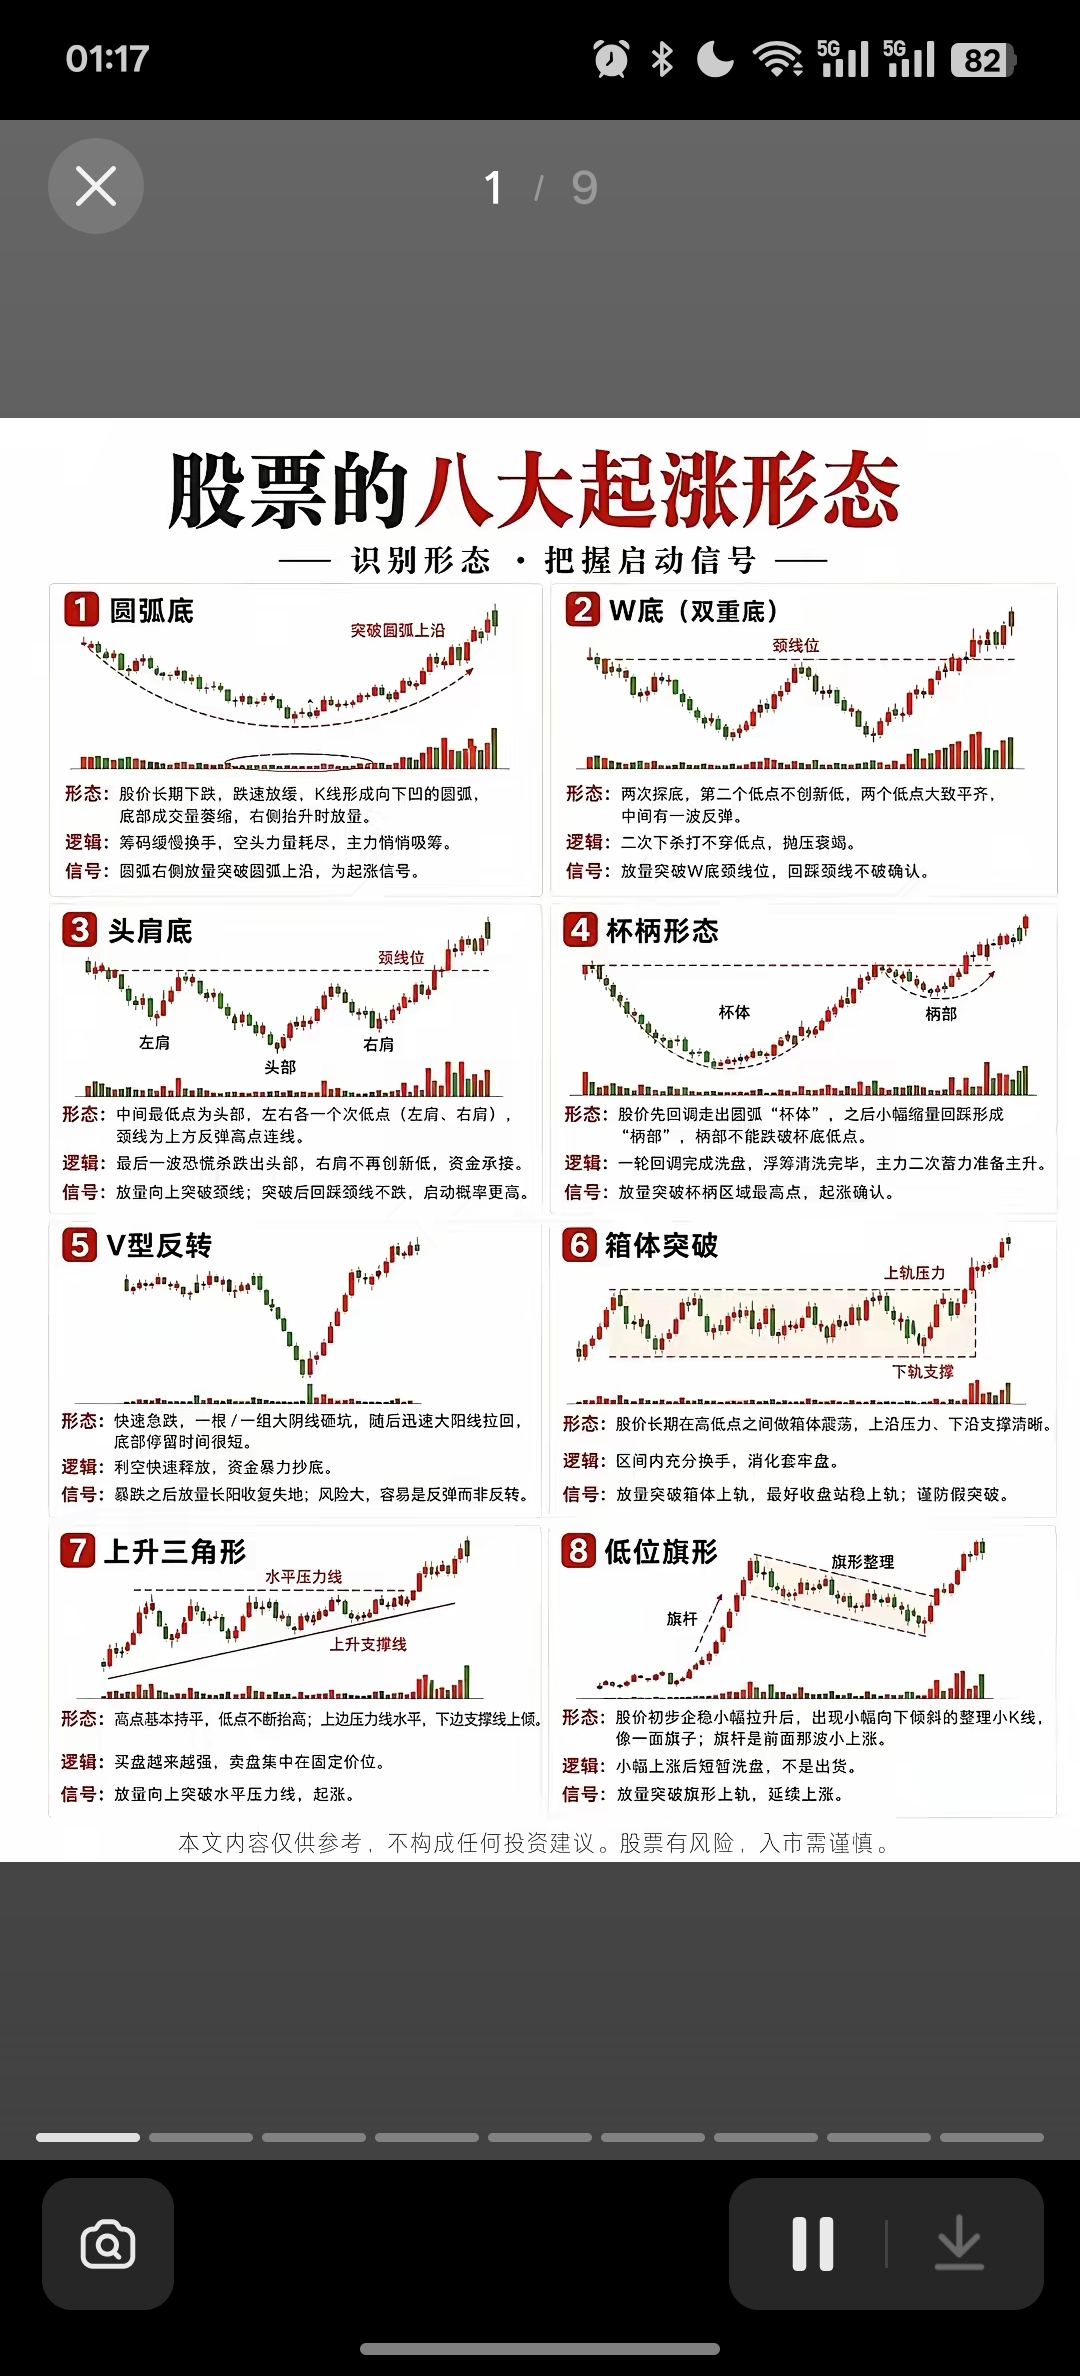 01:17
5G
5G
82
1 / 9
股票的八大起涨形态
识别形态 · 把握启动信号
1 圆弧底
突破圆弧上沿
形态：股价长期下跌，跌速放缓，K线形成向下凹的圆弧，
底部成交量萎缩，右侧抬升时放量。
逻辑：筹码缓慢换手，空头力量耗尽，主力悄悄吸筹。
信号：圆弧右侧放量突破圆弧上沿，为起涨信号。
2 W底（双重底）
颈线位
形态：两次探底，第二个低点不创新低，两个低点大致平齐，
中间有一波反弹。
逻辑：二次下杀打不穿低点，抛压衰竭。
信号：放量突破W底颈线位，回踩颈线不破确认。
3 头肩底
颈线位
左肩
头部
右肩
形态：中间最低点为头部，左右各一个次低点（左肩、右肩），
颈线为上方反弹高点连线。
逻辑：最后一波恐慌杀跌出头部，右肩不再创新低，资金承接。
信号：放量向上突破颈线；突破后回踩颈线不跌，启动概率更高。
4 杯柄形态
杯体
柄部
形态：股价先回调走出圆弧“杯体”，之后小幅缩量回踩形成
“柄部”，柄部不能跌破杯底低点。
逻辑：一轮回调完成洗盘，浮筹清洗完毕，主力二次蓄力准备主升。
信号：放量突破杯柄区域最高点，起涨确认。
5 V型反转
形态：快速急跌，一根/一组大阴线砸坑，随后迅速大阳线拉回，
底部停留时间很短。
逻辑：利空快速释放，资金暴力抄底。
信号：暴跌之后放量长阳收复失地；风险大，容易是反弹而非反转。
6 箱体突破
上轨压力
下轨支撑
形态：股价长期在高低点之间做箱体震荡，上沿压力、下沿支撑清晰。
逻辑：区间内充分换手，消化套牢盘。
信号：放量突破箱体上轨，最好收盘站稳上轨；谨防假突破。
7 上升三角形
水平压力线
上升支撑线
形态：高点基本持平，低点不断抬高；上边压力线水平，下边支撑线上倾。
逻辑：买盘越来越强，卖盘集中在固定价位。
信号：放量向上突破水平压力线，起涨。
8 低位旗形
旗形整理
旗杆
形态：股价初步企稳小幅拉升后，出现小幅向下倾斜的整理小K线，
像一面旗子；旗杆是前面那波小上涨。
逻辑：小幅上涨后短暂洗盘，不是出货。
信号：放量突破旗形上轨，延续上涨。
本文内容仅供参考，不构成任何投资建议。股票有风险，入市需谨慎。